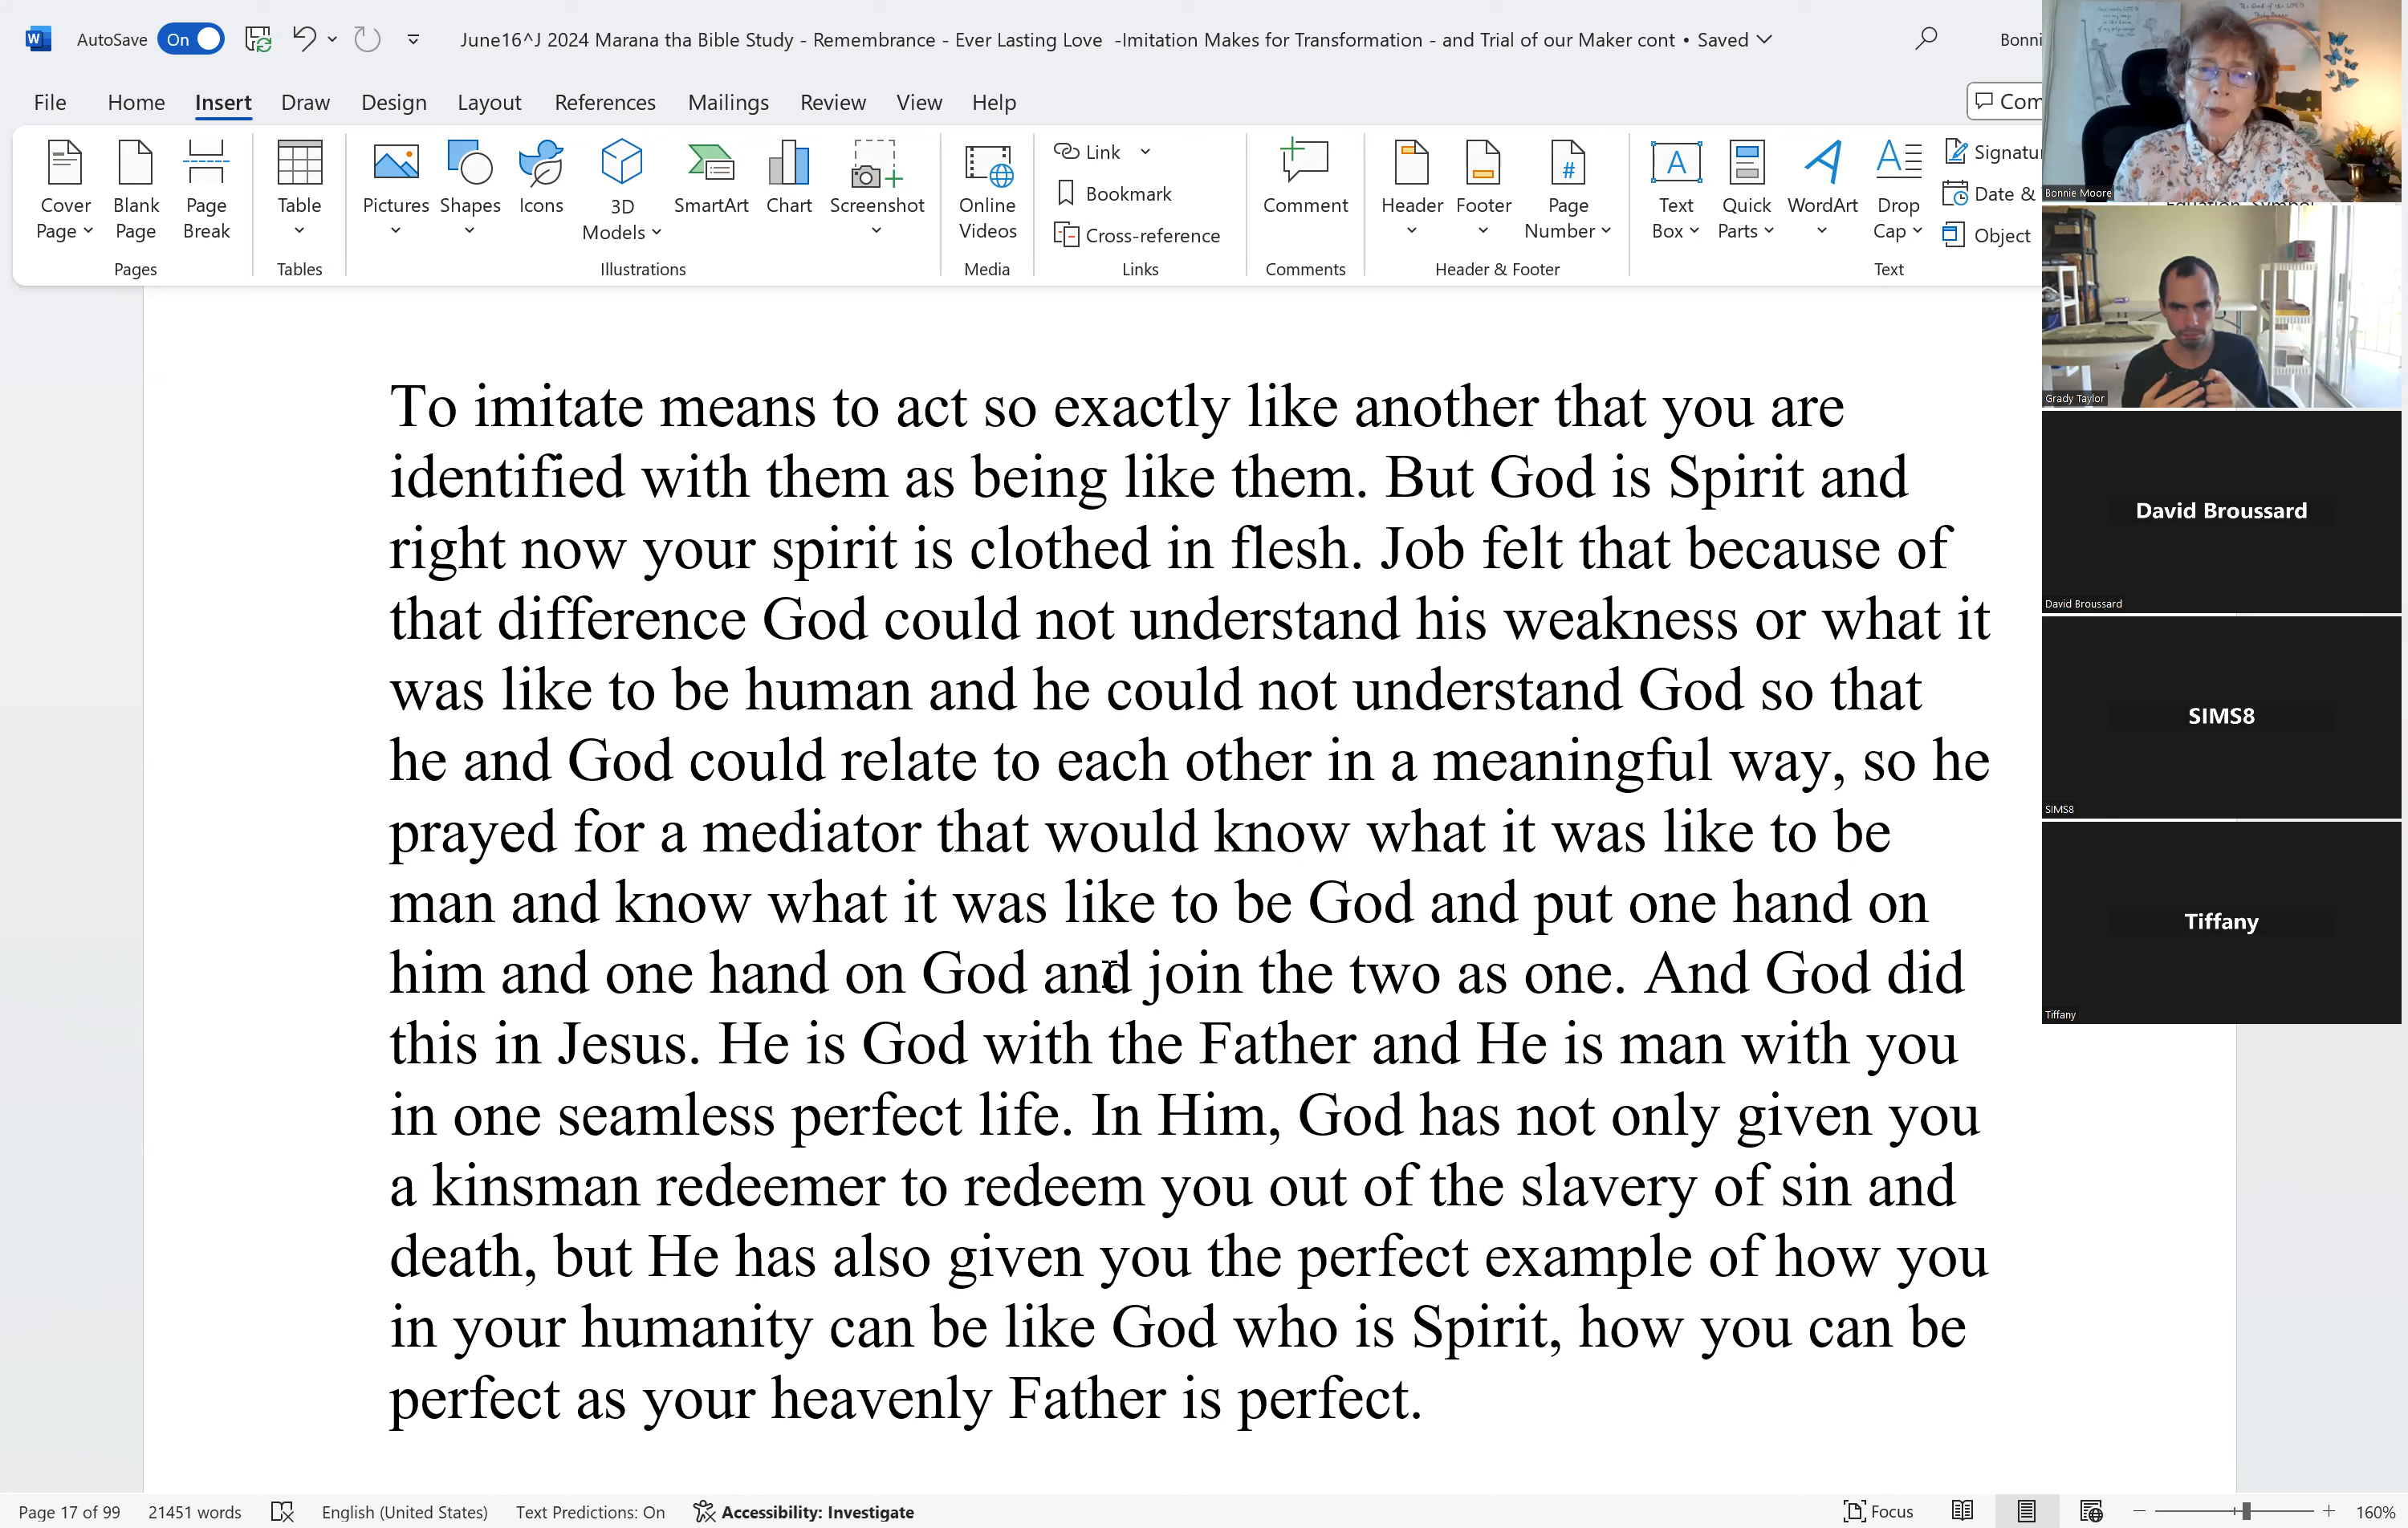 AutoSave On June16^J 2024 Marana tha Bible Study - Remembrance - Ever Lasting Love -Imitation Makes for Transformation - and Trial of our Maker cont • Saved Bonni
File Home Insert Draw Design Layout References Mailings Review View Help Com
Cover Page
Blank Page
Page Break
Pages
Table
Tables
Pictures
Shapes
Icons
3D Models
SmartArt
Chart
Screenshot
Illustrations
Online Videos
Media
Link
Bookmark
Cross-reference
Links
Comment
Comments
Header
Footer
Page Number
Header & Footer
Text Box
Quick Parts
WordArt
Drop Cap
Signatu
Date &
Object
Text
To imitate means to act so exactly like another that you are
identified with them as being like them. But God is Spirit and
right now your spirit is clothed in flesh. Job felt that because of
that difference God could not understand his weakness or what it
was like to be human and he could not understand God so that
he and God could relate to each other in a meaningful way, so he
prayed for a mediator that would know what it was like to be
man and know what it was like to be God and put one hand on
him and one hand on God and join the two as one. And God did
this in Jesus. He is God with the Father and He is man with you
in one seamless perfect life. In Him, God has not only given you
a kinsman redeemer to redeem you out of the slavery of sin and
death, but He has also given you the perfect example of how you
in your humanity can be like God who is Spirit, how you can be
perfect as your heavenly Father is perfect.
Bonnie Moore
Grady Taylor
David Broussard
David Broussard
SIMS8
SIMS8
Tiffany
Tiffany
Page 17 of 99 21451 words English (United States) Text Predictions: On Accessibility: Investigate Focus 160%